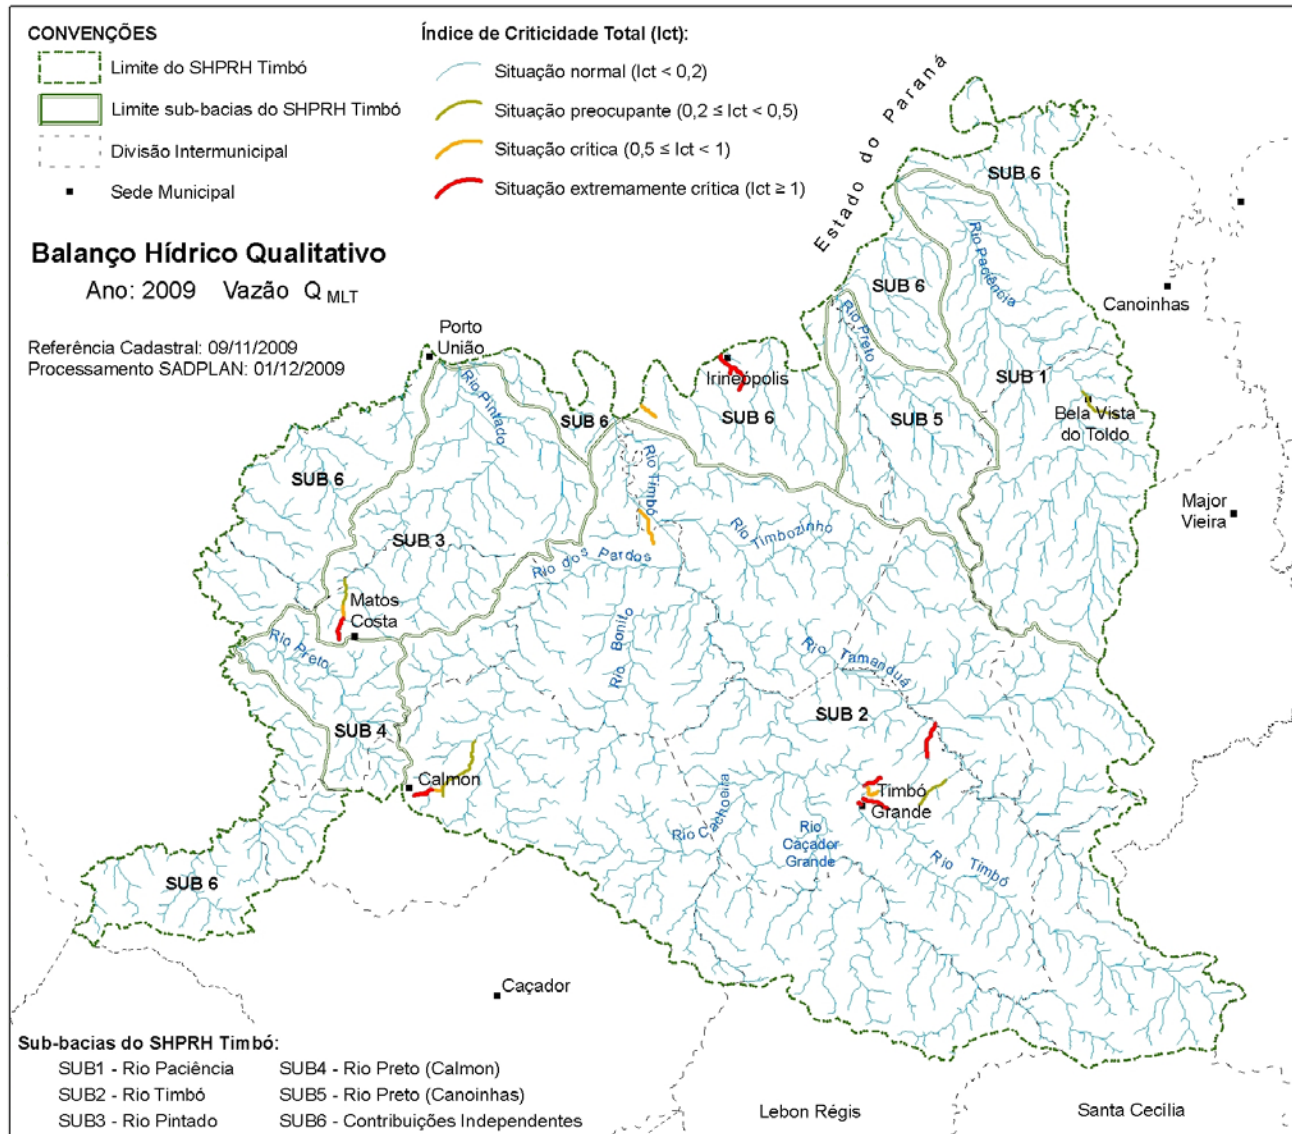 CONVENÇÕES
Limite do SHPRH Timbó
Limite sub-bacias do SHPRH Timbó
Divisão Intermunicipal
Sede Municipal
Índice de Criticidade Total (Ict):
Situação normal (Ict < 0,2)
Situação preocupante (0,2 ≤ Ict < 0,5)
Situação crítica (0,5 ≤ Ict < 1)
Situação extremamente crítica (Ict ≥ 1)
Balanço Hídrico Qualitativo
Ano: 2009 Vazão Q MLT
Referência Cadastral: 09/11/2009
Processamento SADPLAN: 01/12/2009
Estado do Paraná
SUB 6
Rio Paciência
SUB 6
Canoinhas
Rio Preto
Porto
União
Irineópolis
SUB 1
Rio Pintado
SUB 6
SUB 6
SUB 5
Bela Vista
do Toldo
SUB 6
Rio Timbó
Major
Vieira
SUB 3
Rio Timbozinho
Rio dos Pardos
Matos
Costa
Rio Preto
Rio Bonito
Rio Tamanduá
SUB 4
SUB 2
Calmon
Timbó
Grande
Rio Cachoeira
Rio
Caçador
Grande
Rio Timbó
SUB 6
Caçador
Sub-bacias do SHPRH Timbó:
SUB1 - Rio Paciência
SUB2 - Rio Timbó
SUB3 - Rio Pintado
SUB4 - Rio Preto (Calmon)
SUB5 - Rio Preto (Canoinhas)
SUB6 - Contribuições Independentes
Lebon Régis
Santa Cecília